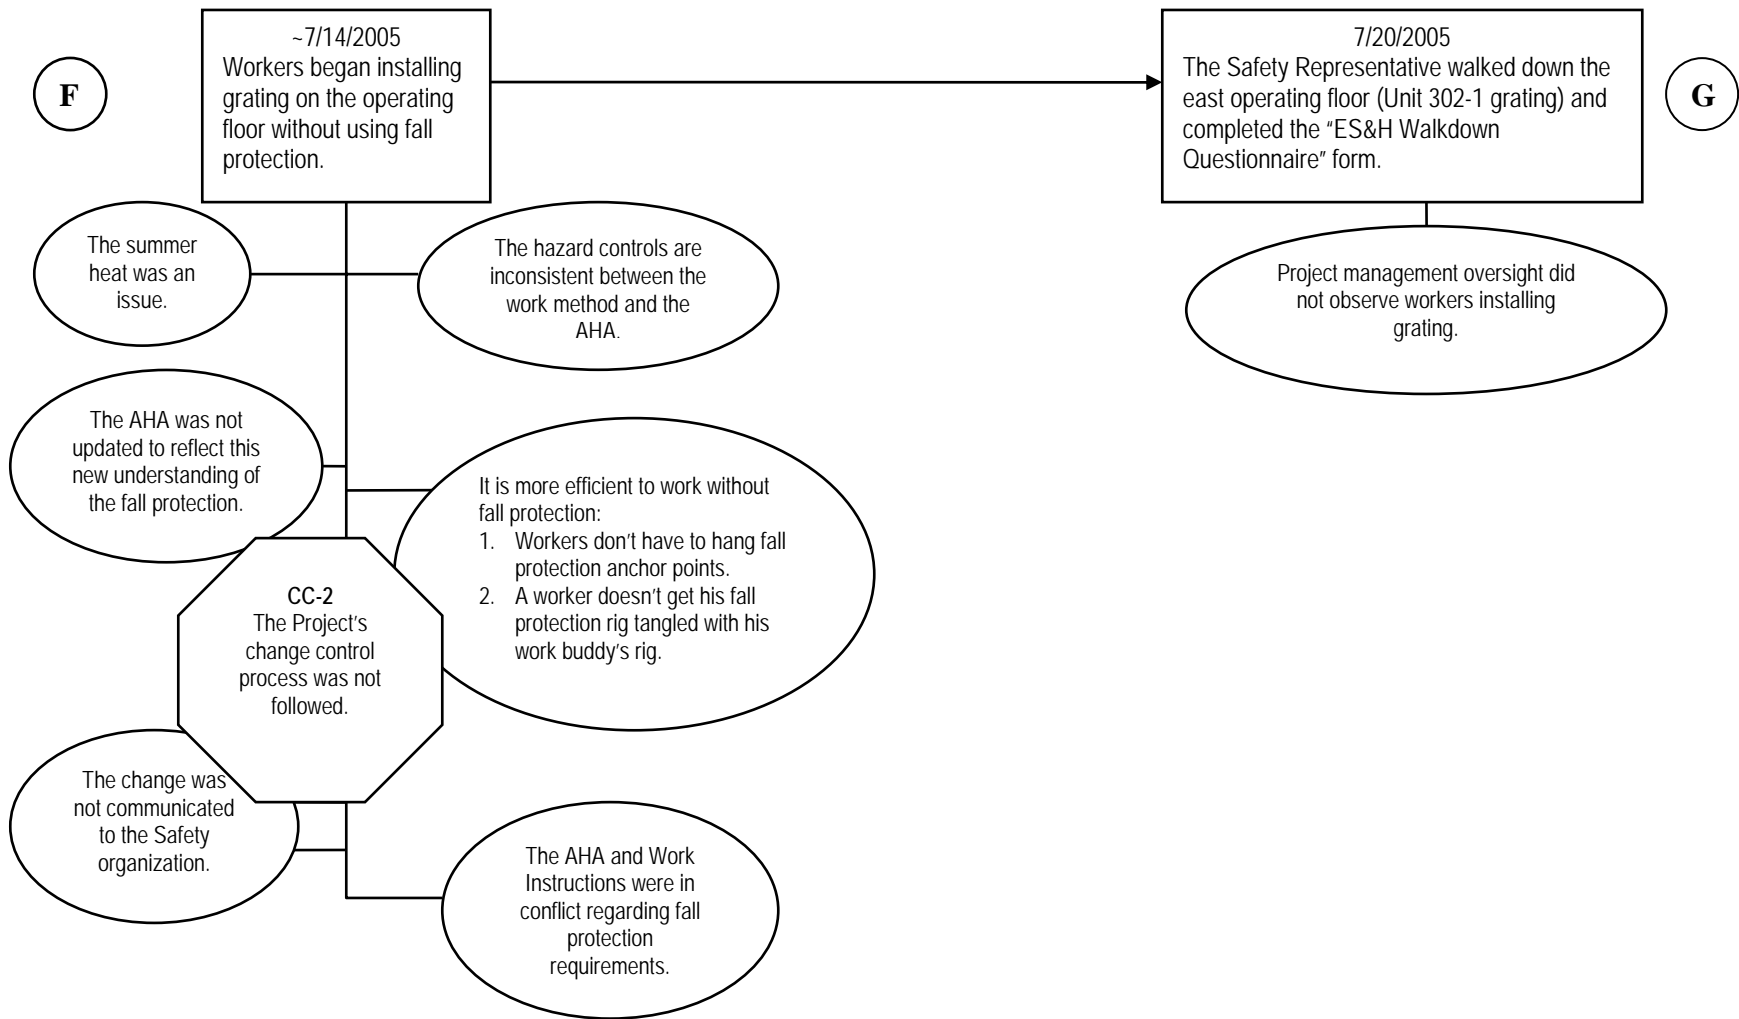 F
~7/14/2005
Workers began installing
grating on the operating
floor without using fall
protection.
7/20/2005
The Safety Representative walked down the
east operating floor (Unit 302-1 grating) and
completed the "ES&H Walkdown
Questionnaire" form.
G
The summer
heat was an
issue.
The hazard controls are
inconsistent between the
work method and the
AHA.
Project management oversight did
not observe workers installing
grating.
The AHA was not
updated to reflect this
new understanding of
the fall protection.
It is more efficient to work without
fall protection:
1. Workers don't have to hang fall
protection anchor points.
2. A worker doesn't get his fall
protection rig tangled with his
work buddy's rig.
CC-2
The Project's
change control
process was not
followed.
The change was
not communicated
to the Safety
organization.
The AHA and Work
Instructions were in
conflict regarding fall
protection
requirements.